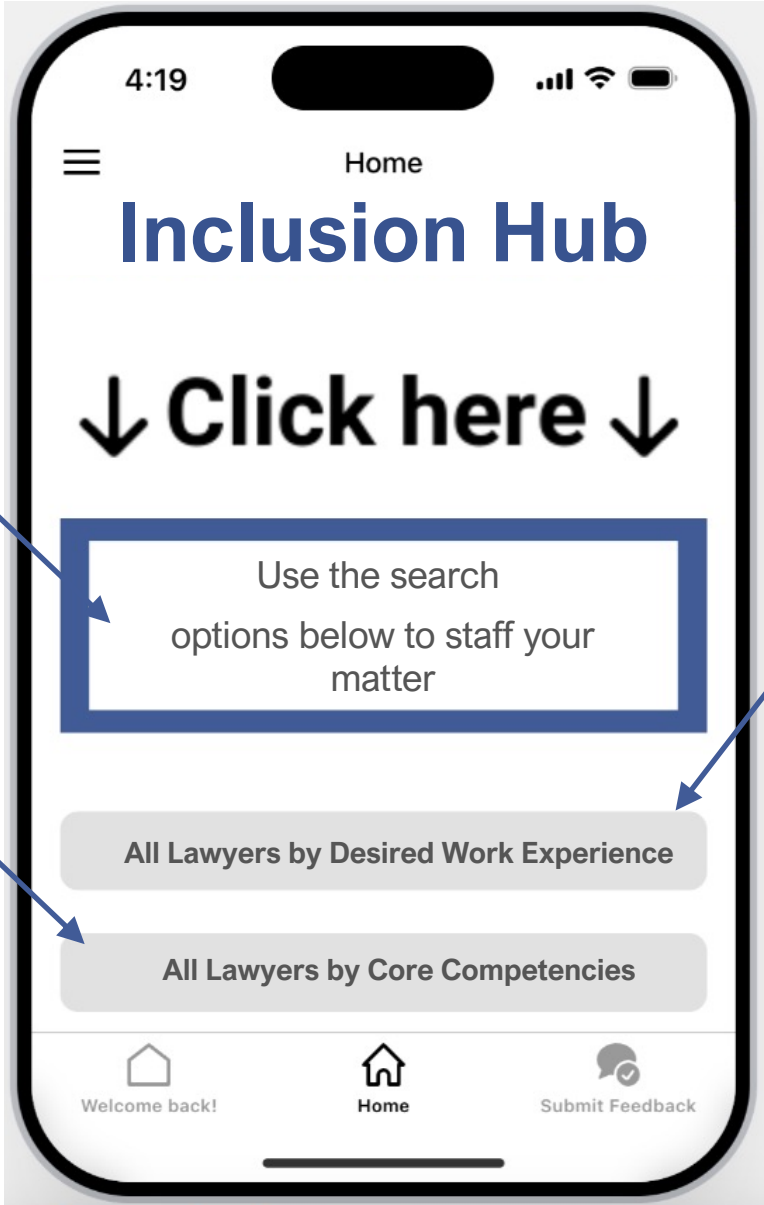 4:19
Home
Inclusion Hub
↓ Click here ↓
Use the search
options below to staff your
matter
All Lawyers by Desired Work Experience
All Lawyers by Core Competencies
Welcome back!
Home
Submit Feedback